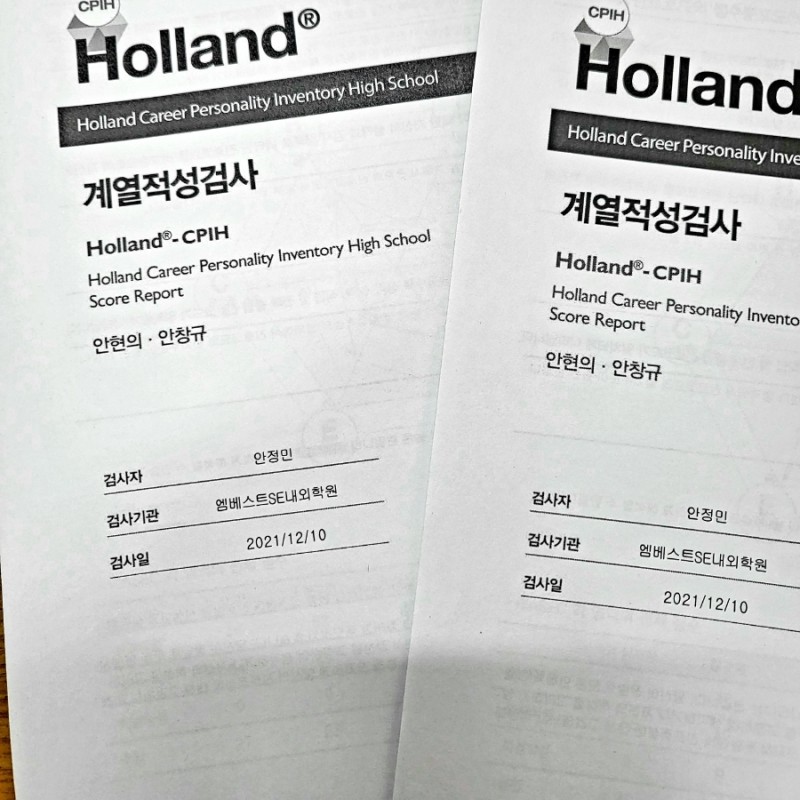 CPIH
Holland®
Holland Career Personality Inventory High School
계열적성검사
Holland®-CPIH
Holland Career Personality Inventory High School
Score Report
안현의 · 안창규
검사자 안정민
검사기관 엠베스트SE내외학원
검사일 2021/12/10
CPIH
Holland
Holland Career Personality Inve
계열적성검사
Holland®-CPIH
Holland Career Personality Invento
Score Report
안현의 · 안창규
검사자 안정민
검사기관 엠베스트SE내외학원
검사일 2021/12/10